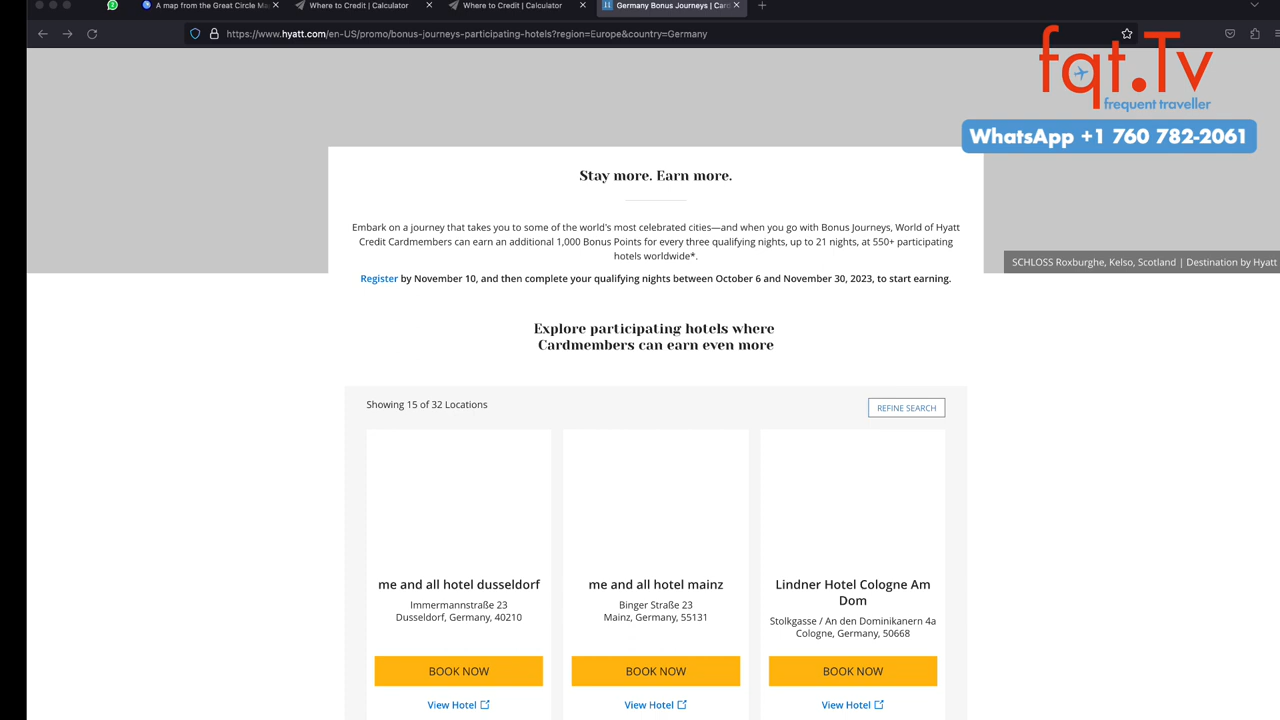 A map from the Great Circle Ma
Where to Credit | Calculator
Where to Credit | Calculator
Germany Bonus Journeys | Car
https://www.hyatt.com/en-US/promo/bonus-journeys-participating-hotels?region=Europe&country=Germany
fqt.Tv
frequent traveller
WhatsApp +1 760 782-2061
Stay more. Earn more.
Embark on a journey that takes you to some of the world's most celebrated cities—and when you go with Bonus Journeys, World of Hyatt
Credit Cardmembers can earn an additional 1,000 Bonus Points for every three qualifying nights, up to 21 nights, at 550+ participating
hotels worldwide*.
SCHLOSS Roxburghe, Kelso, Scotland | Destination by Hyatt
Register by November 10, and then complete your qualifying nights between October 6 and November 30, 2023, to start earning.
Explore participating hotels where
Cardmembers can earn even more
Showing 15 of 32 Locations
REFINE SEARCH
me and all hotel dusseldorf
Immermannstraße 23
Dusseldorf, Germany, 40210
BOOK NOW
View Hotel
me and all hotel mainz
Binger Straße 23
Mainz, Germany, 55131
BOOK NOW
View Hotel
Lindner Hotel Cologne Am
Dom
Stolkgasse / An den Dominikanern 4a
Cologne, Germany, 50668
BOOK NOW
View Hotel